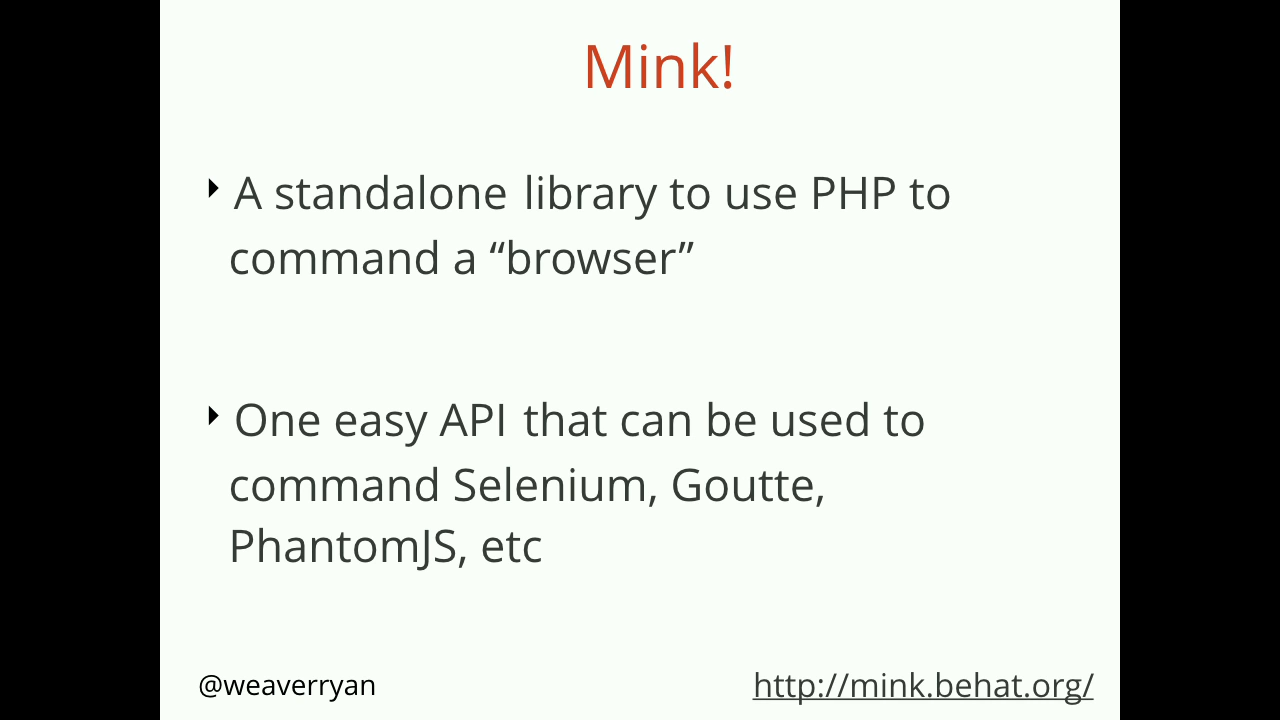 Mink!
A standalone library to use PHP to
command a “browser”
One easy API that can be used to
command Selenium, Goutte,
PhantomJS, etc
@weaverryan
http://mink.behat.org/